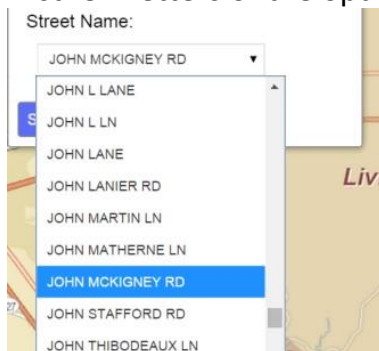 Street Name:
JOHN MCKIGNEY RD
JOHN L LANE
S
JOHN L LN
JOHN LANE
JOHN LANIER RD
Liv
JOHN MARTIN LN
JOHN MATHERNE LN
JOHN MCKIGNEY RD
27
JOHN STAFFORD RD
JOHN THIBODEAUX LN